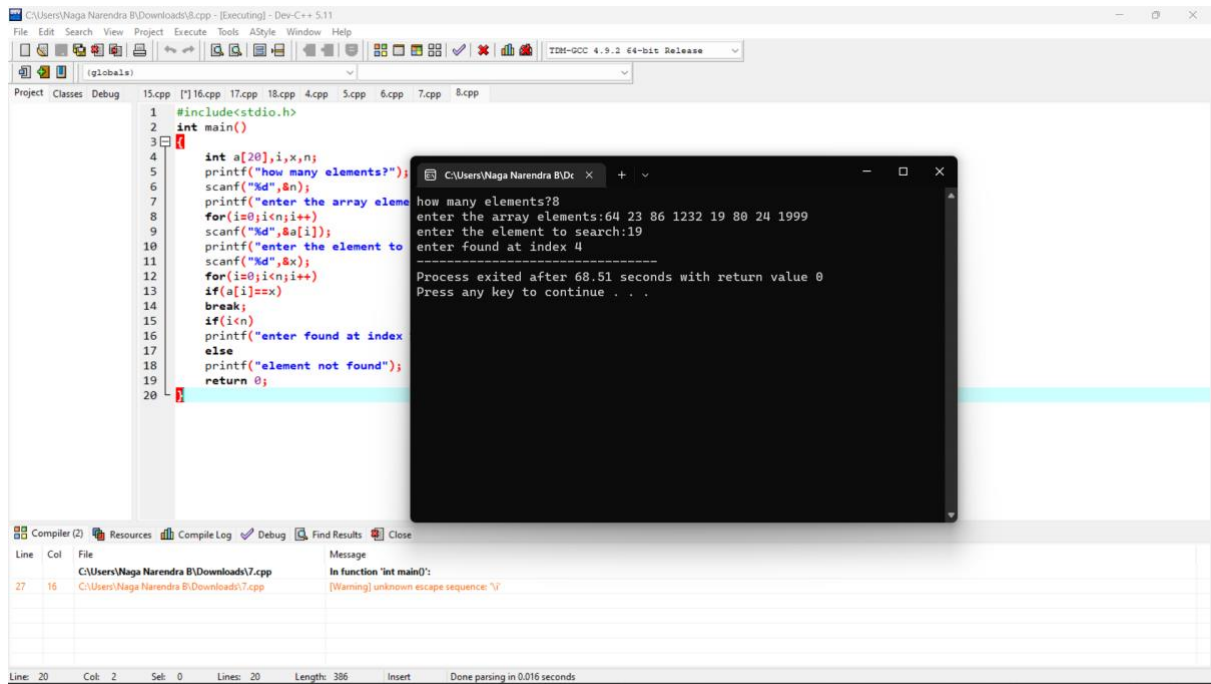 C:\Users\Naga Narendra B\Downloads\8.cpp - [Executing] - Dev-C++ 5.11
File Edit Search View Project Execute Tools AStyle Window Help
TDM-GCC 4.9.2 64-bit Release
(globals)
Project Classes Debug 15.cpp [*] 16.cpp 17.cpp 18.cpp 4.cpp 5.cpp 6.cpp 7.cpp 8.cpp
1 #include<stdio.h>
2 int main()
3 {
4 int a[20],i,x,n;
5 printf("how many elements?");
6 scanf("%d",&n);
7 printf("enter the array eleme
8 for(i=0;i<n;i++)
9 scanf("%d",&a[i]);
10 printf("enter the element to
11 scanf("%d",&x);
12 for(i=0;i<n;i++)
13 if(a[i]==x)
14 break;
15 if(i<n)
16 printf("enter found at index
17 else
18 printf("element not found");
19 return 0;
20 }
C:\Users\Naga Narendra B\Dc
how many elements?8
enter the array elements:64 23 86 1232 19 80 24 1999
enter the element to search:19
enter found at index 4
--------------------------------
Process exited after 68.51 seconds with return value 0
Press any key to continue . . .
Compiler (2) Resources Compile Log Debug Find Results Close
Line Col File Message
C:\Users\Naga Narendra B\Downloads\7.cpp In function 'int main()':
27 16 C:\Users\Naga Narendra B\Downloads\7.cpp [Warning] unknown escape sequence: '\i'
Line: 20 Col: 2 Sel: 0 Lines: 20 Length: 386 Insert Done parsing in 0.016 seconds